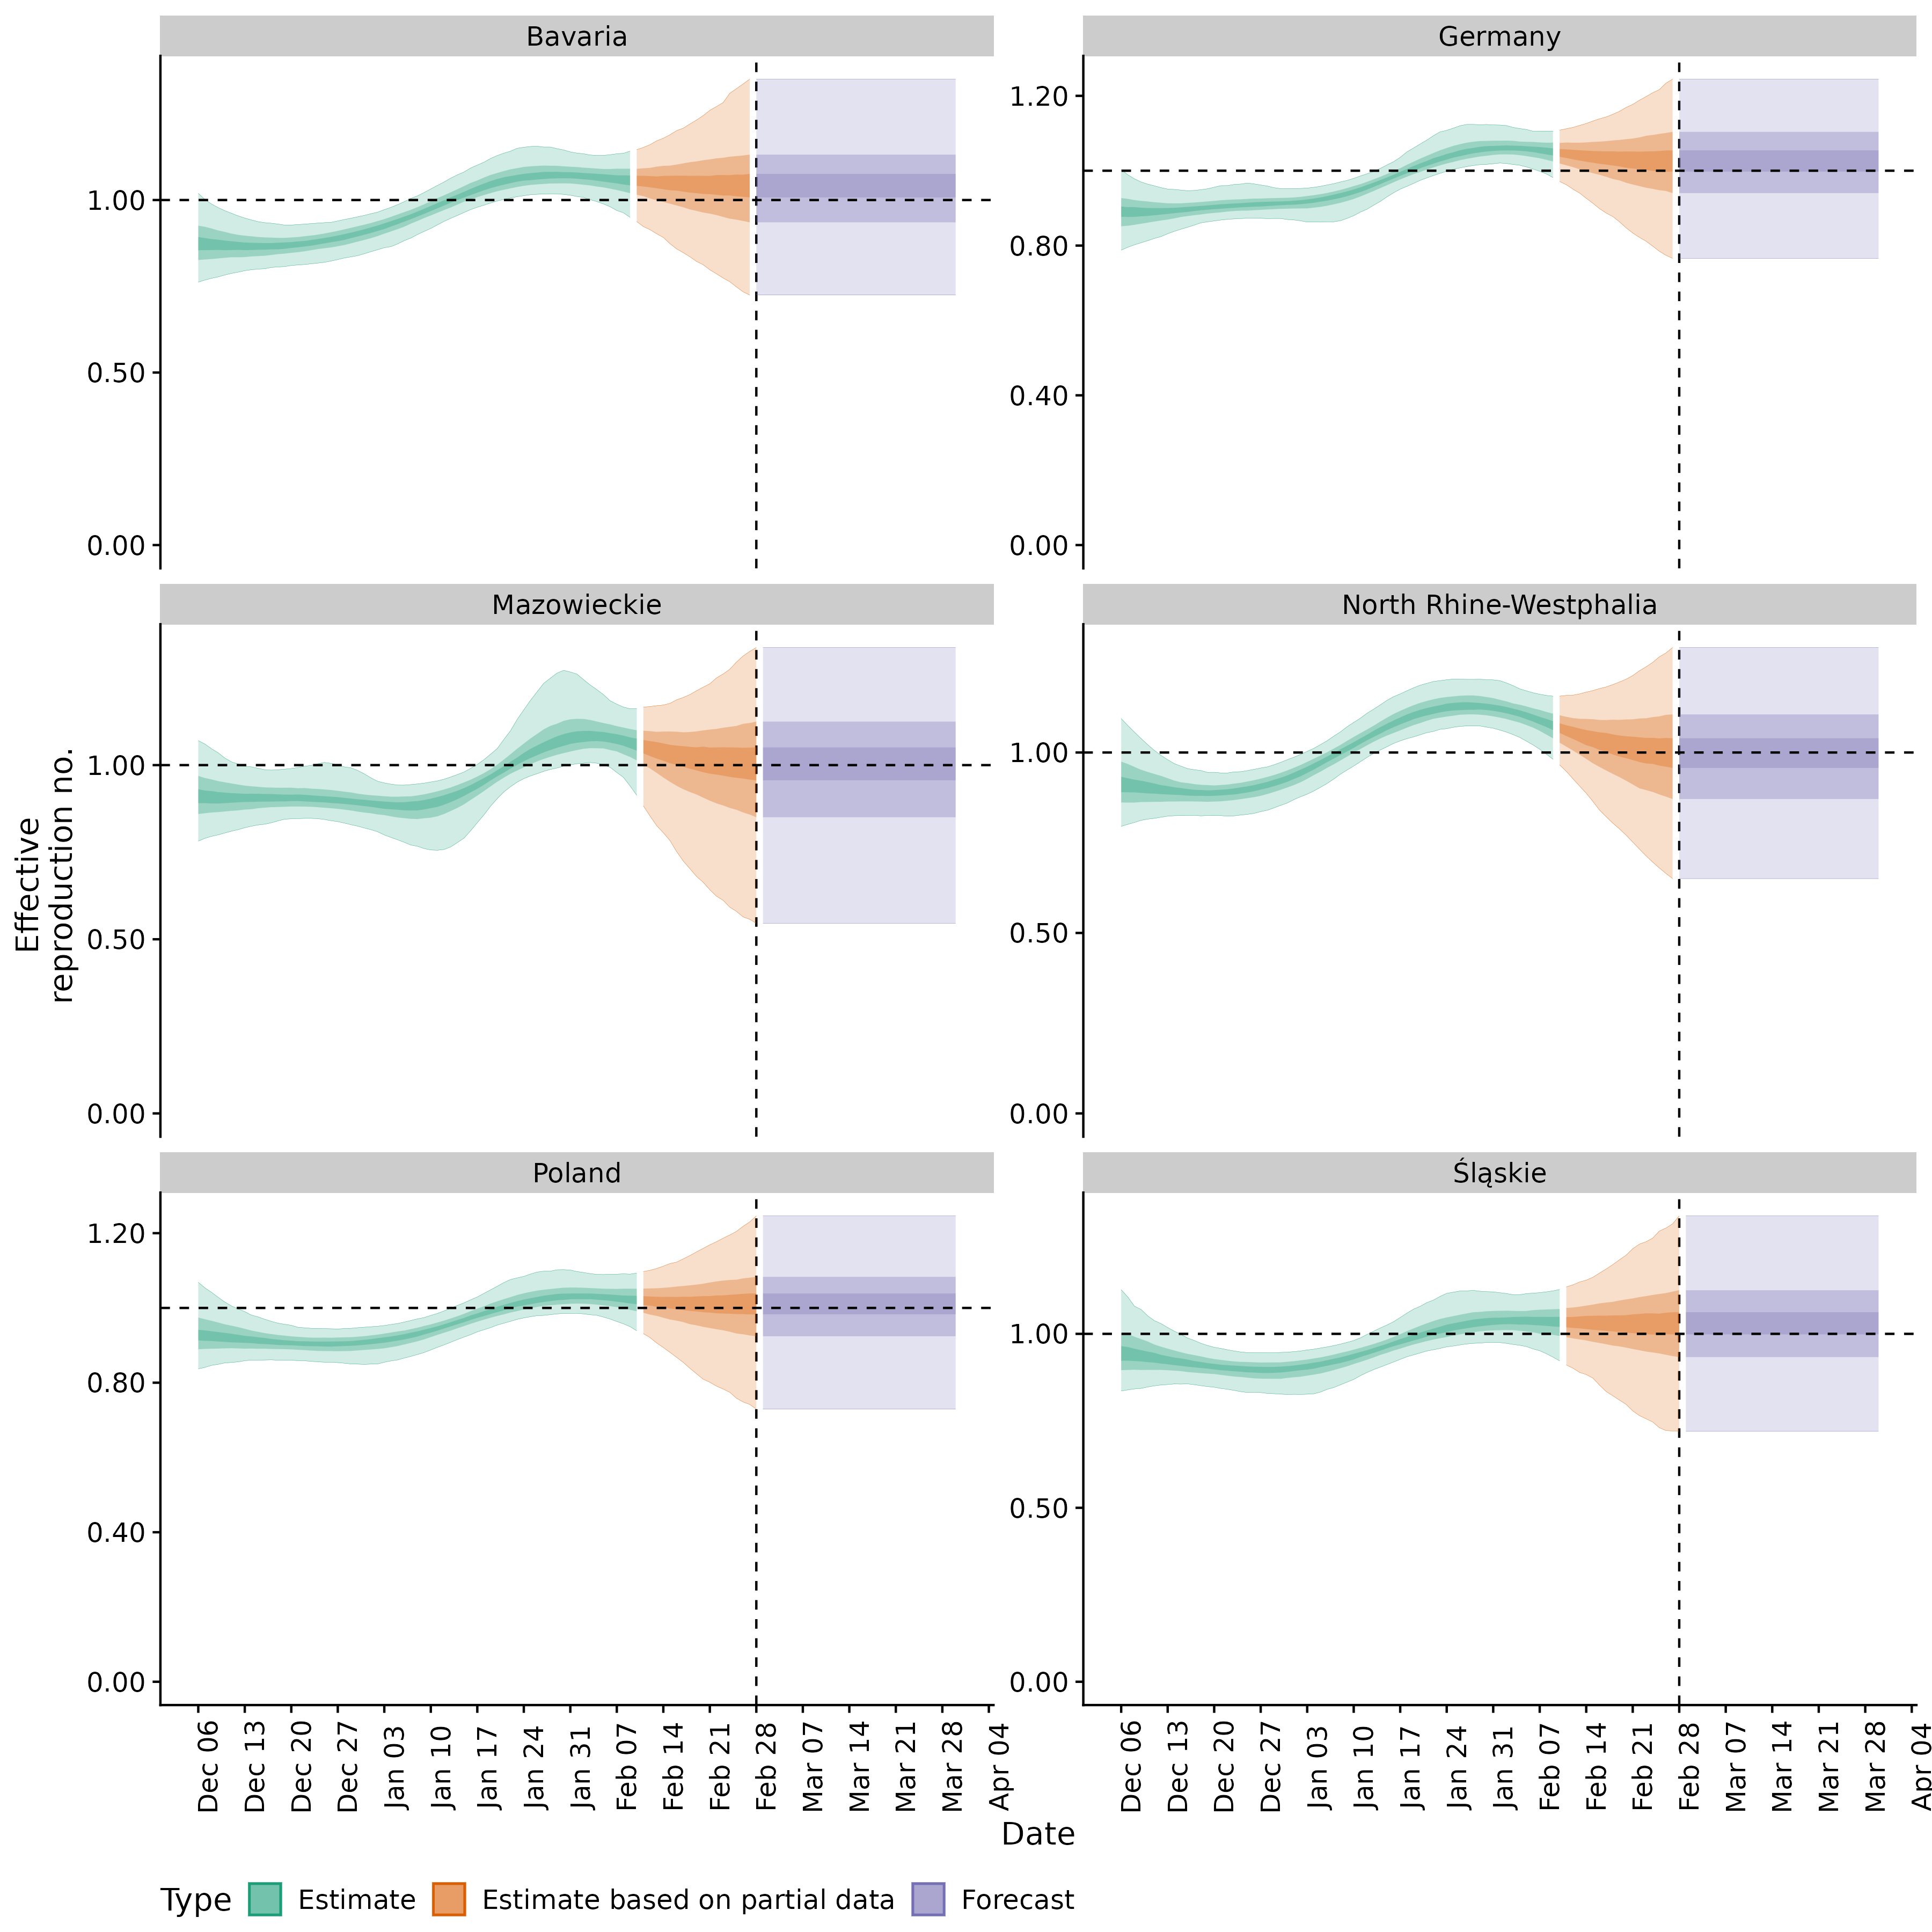 Bavaria
Germany
1.00
0.50
0.00
1.20
0.80
0.40
0.00
Mazowieckie
North Rhine-Westphalia
1.00
0.50
0.00
1.00
0.50
0.00
Effective
reproduction no.
Poland
Śląskie
1.20
0.80
0.40
0.00
1.00
0.50
0.00
Dec 06
Dec 13
Dec 20
Dec 27
Jan 03
Jan 10
Jan 17
Jan 24
Jan 31
Feb 07
Feb 14
Feb 21
Feb 28
Mar 07
Mar 14
Mar 21
Mar 28
Apr 04
Dec 06
Dec 13
Dec 20
Dec 27
Jan 03
Jan 10
Jan 17
Jan 24
Jan 31
Feb 07
Feb 14
Feb 21
Feb 28
Mar 07
Mar 14
Mar 21
Mar 28
Apr 04
Date
Type Estimate Estimate based on partial data Forecast